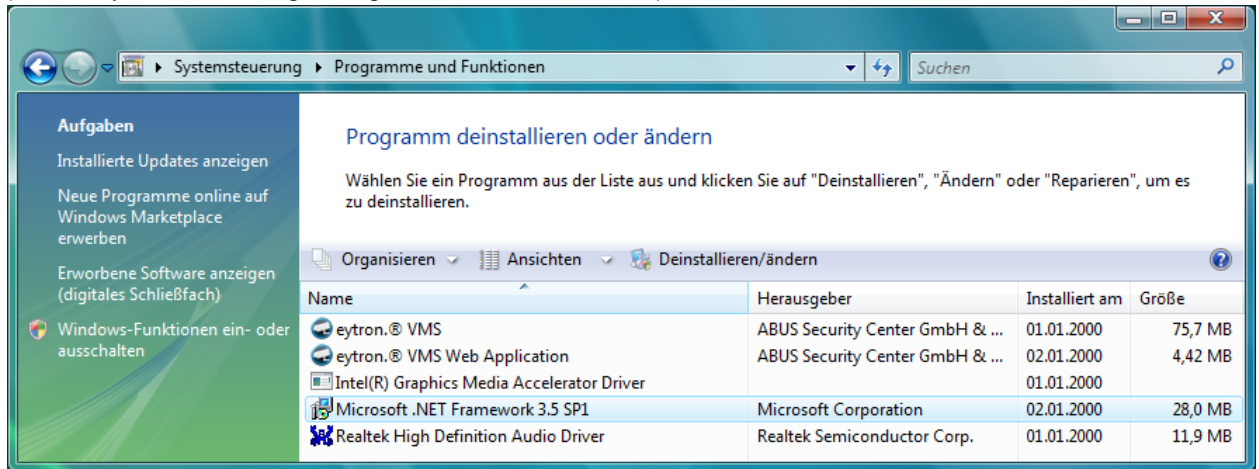 Systemsteuerung ▸ Programme und Funktionen
Suchen
Aufgaben
Installierte Updates anzeigen
Neue Programme online auf
Windows Marketplace
erwerben
Erworbene Software anzeigen
(digitales Schließfach)
Windows-Funktionen ein- oder
ausschalten
Programm deinstallieren oder ändern
Wählen Sie ein Programm aus der Liste aus und klicken Sie auf "Deinstallieren", "Ändern" oder "Reparieren", um es
zu deinstallieren.
Organisieren Ansichten Deinstallieren/ändern
Name Herausgeber Installiert am Größe
eytron.® VMS ABUS Security Center GmbH & ... 01.01.2000 75,7 MB
eytron.® VMS Web Application ABUS Security Center GmbH & ... 02.01.2000 4,42 MB
Intel(R) Graphics Media Accelerator Driver 01.01.2000
Microsoft .NET Framework 3.5 SP1 Microsoft Corporation 02.01.2000 28,0 MB
Realtek High Definition Audio Driver Realtek Semiconductor Corp. 01.01.2000 11,9 MB